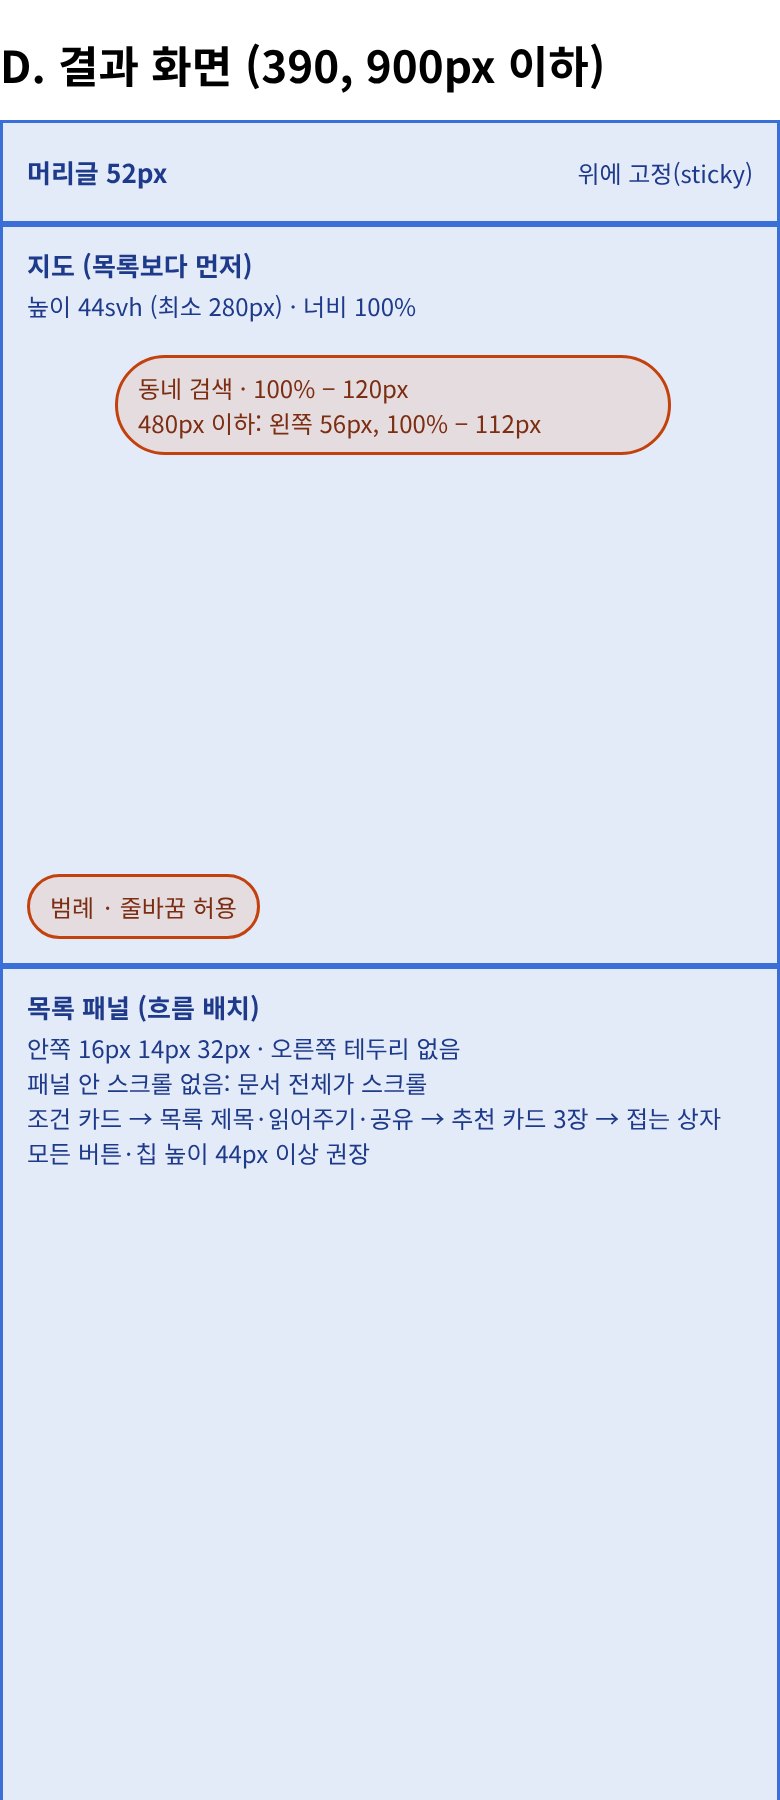 D. 결과 화면 (390, 900px 이하)
머리글 52px
위에 고정(sticky)
지도 (목록보다 먼저)
높이 44svh (최소 280px) · 너비 100%
동네 검색 · 100% − 120px
480px 이하: 왼쪽 56px, 100% − 112px
범례 · 줄바꿈 허용
목록 패널 (흐름 배치)
안쪽 16px 14px 32px · 오른쪽 테두리 없음
패널 안 스크롤 없음: 문서 전체가 스크롤
조건 카드 → 목록 제목·읽어주기·공유 → 추천 카드 3장 → 접는 상자
모든 버튼·칩 높이 44px 이상 권장